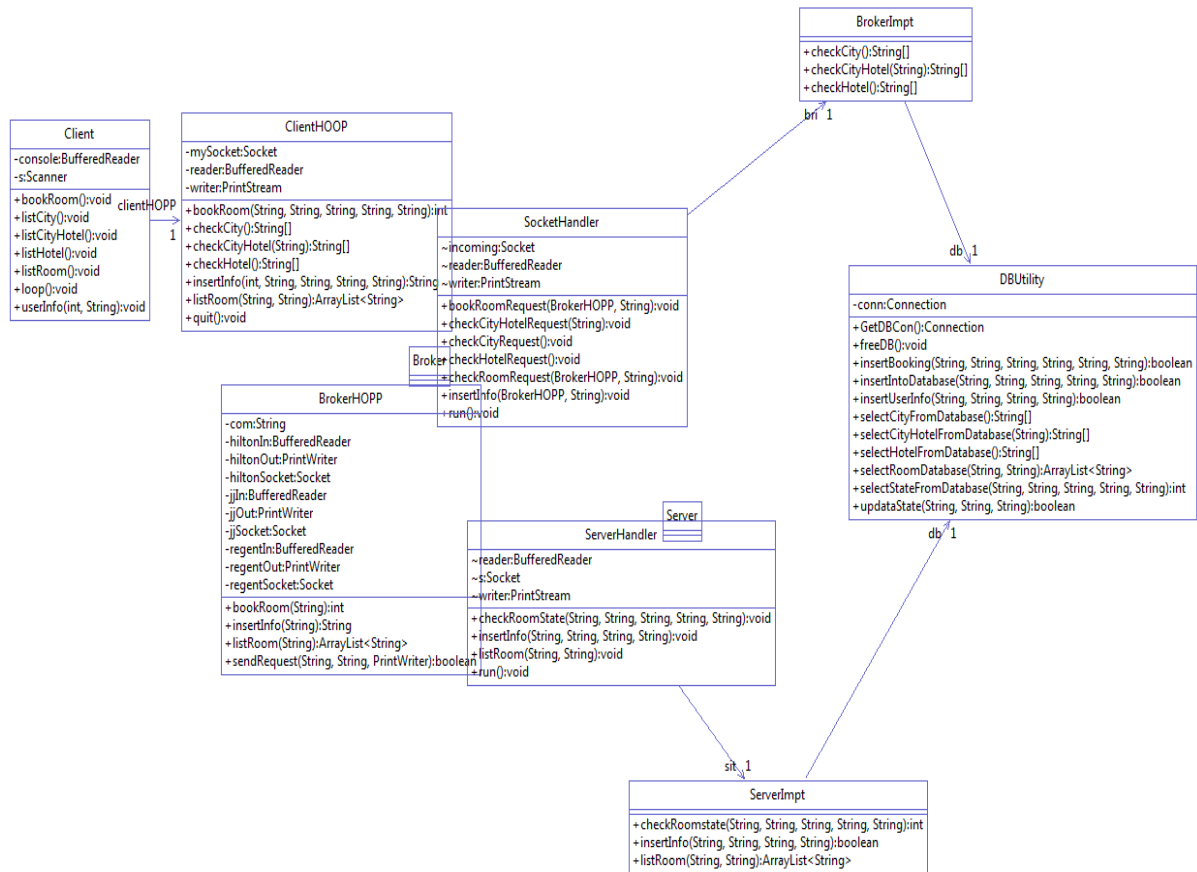 BrokerImpt
+checkCity():String[]
+checkCityHotel(String):String[]
+checkHotel():String[]
bri 1
Client
-console:BufferedReader
-s:Scanner
+bookRoom():void
+listCity():void
+listCityHotel():void
+listHotel():void
+listRoom():void
+loop():void
+userInfo(int, String):void
clientHOPP
1
ClientHOOP
-mySocket:Socket
-reader:BufferedReader
-writer:PrintStream
+bookRoom(String, String, String, String, String):int
+checkCity():String[]
+checkCityHotel(String):String[]
+checkHotel():String[]
+insertInfo(int, String, String, String, String):String
+listRoom(String, String):ArrayList<String>
+quit():void
SocketHandler
~incoming:Socket
~reader:BufferedReader
~writer:PrintStream
+bookRoomRequest(BrokerHOPP, String):void
+checkCityHotelRequest(String):void
+checkCityRequest():void
+checkHotelRequest():void
+checkRoomRequest(BrokerHOPP, String):void
+insertInfo(BrokerHOPP, String):void
+run():void
Broker
BrokerHOPP
-com:String
-hiltonIn:BufferedReader
-hiltonOut:PrintWriter
-hiltonSocket:Socket
-jjIn:BufferedReader
-jjOut:PrintWriter
-jjSocket:Socket
-regentIn:BufferedReader
-regentOut:PrintWriter
-regentSocket:Socket
+bookRoom(String):int
+insertInfo(String):String
+listRoom(String):ArrayList<String>
+sendRequest(String, String, PrintWriter):boolean
db 1
DBUtility
-conn:Connection
+GetDBCon():Connection
+freeDB():void
+insertBooking(String, String, String, String, String, String):boolean
+insertIntoDatabase(String, String, String, String, String):boolean
+insertUserInfo(String, String, String, String):boolean
+selectCityFromDatabase():String[]
+selectCityHotelFromDatabase(String):String[]
+selectHotelFromDatabase():String[]
+selectRoomDatabase(String, String):ArrayList<String>
+selectStateFromDatabase(String, String, String, String, String):int
+updataState(String, String, String):boolean
db 1
Server
ServerHandler
~reader:BufferedReader
~s:Socket
~writer:PrintStream
+checkRoomState(String, String, String, String, String):void
+insertInfo(String, String, String, String):void
+listRoom(String, String):void
+run():void
sit 1
ServerImpt
+checkRoomstate(String, String, String, String, String):int
+insertInfo(String, String, String, String):boolean
+listRoom(String, String):ArrayList<String>